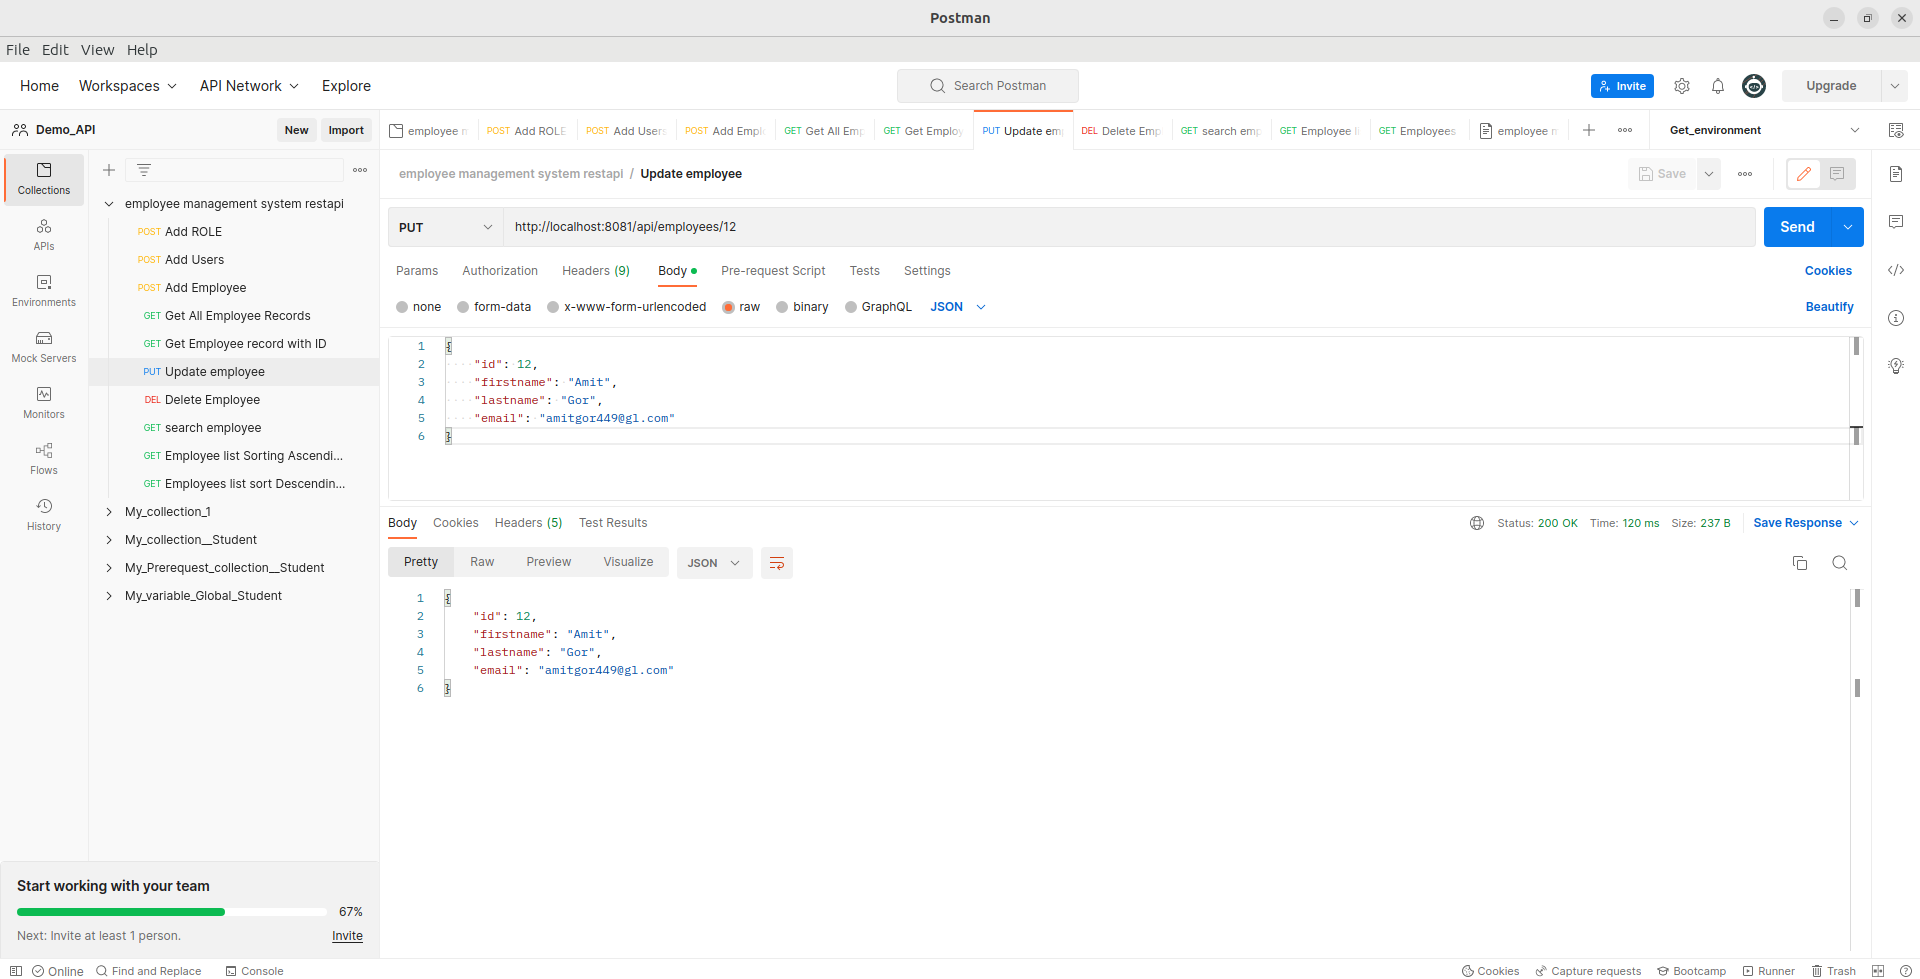 Postman
File Edit View Help
Home Workspaces API Network Explore
Search Postman
Invite
Upgrade
Demo_API
New Import
employee POST Add ROLE POST Add Users POST Add Empl GET Get All Emp GET Get Employ PUT Update em DEL Delete Emp GET search emp GET Employee GET Employees employee
Get_environment
Collections
APIs
Environments
Mock Servers
Monitors
Flows
History
employee management system restapi
POST Add ROLE
POST Add Users
POST Add Employee
GET Get All Employee Records
GET Get Employee record with ID
PUT Update employee
DEL Delete Employee
GET search employee
GET Employee list Sorting Ascendi...
GET Employees list sort Descendin...
My_collection_1
My_collection__Student
My_Prerequest_collection__Student
My_variable_Global_Student
Start working with your team
67%
Next: Invite at least 1 person. Invite
employee management system restapi / Update employee
Save
PUT http://localhost:8081/api/employees/12
Send
Params Authorization Headers (9) Body Pre-request Script Tests Settings
Cookies
none form-data x-www-form-urlencoded raw binary GraphQL JSON
Beautify
1 {
2 "id": 12,
3 "firstname": "Amit",
4 "lastname": "Gor",
5 "email": "amitgor449@gl.com"
6 }
Body Cookies Headers (5) Test Results
Status: 200 OK Time: 120 ms Size: 237 B Save Response
Pretty Raw Preview Visualize JSON
1 {
2 "id": 12,
3 "firstname": "Amit",
4 "lastname": "Gor",
5 "email": "amitgor449@gl.com"
6 }
Online Find and Replace Console
Cookies Capture requests Bootcamp Runner Trash